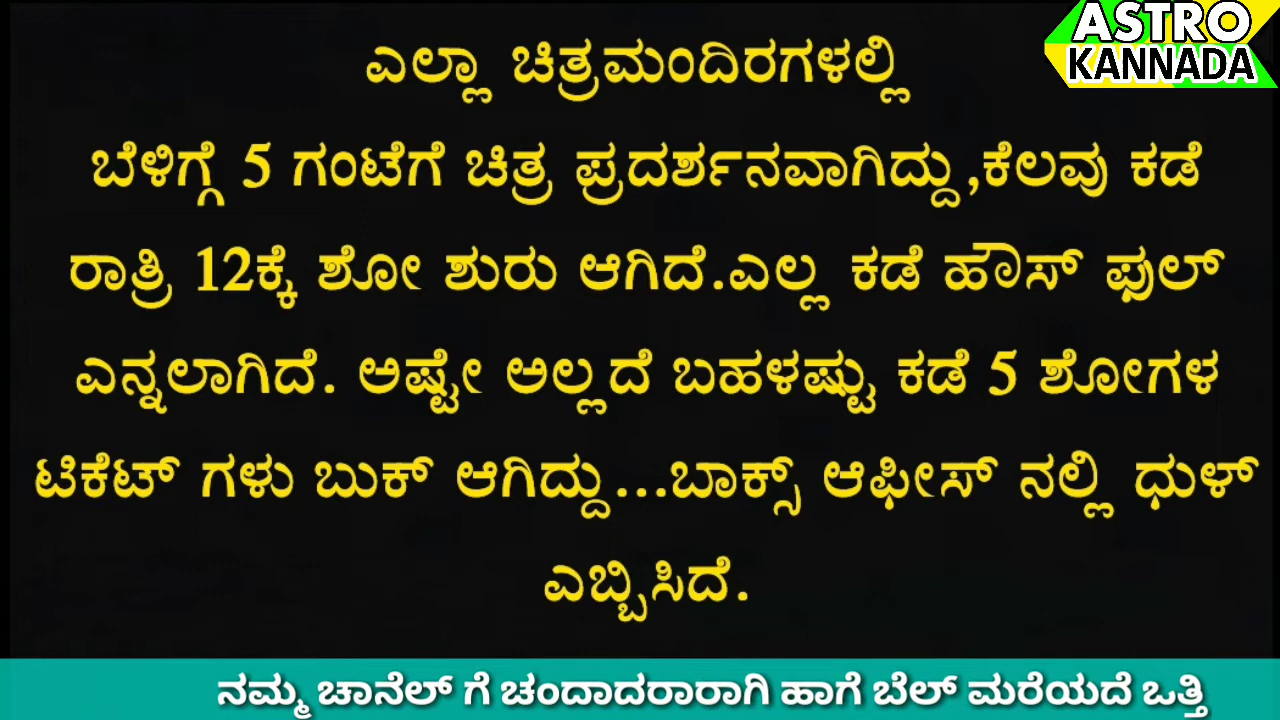 ASTRO
KANNADA
ಎಲ್ಲಾ ಚಿತ್ರಮಂದಿರಗಳಲ್ಲಿ
ಬೆಳಿಗ್ಗೆ 5 ಗಂಟೆಗೆ ಚಿತ್ರ ಪ್ರದರ್ಶನವಾಗಿದ್ದು,ಕೆಲವು ಕಡೆ
ರಾತ್ರಿ 12ಕ್ಕೆ ಶೋ ಶುರು ಆಗಿದೆ.ಎಲ್ಲ ಕಡೆ ಹೌಸ್ ಫುಲ್
ಎನ್ನಲಾಗಿದೆ. ಅಷ್ಟೇ ಅಲ್ಲದೆ ಬಹಳಷ್ಟು ಕಡೆ 5 ಶೋಗಳ
ಟಿಕೆಟ್ ಗಳು ಬುಕ್ ಆಗಿದ್ದು...ಬಾಕ್ಸ್ ಆಫೀಸ್ ನಲ್ಲಿ ಧುಳ್
ಎಬ್ಬಿಸಿದೆ.
ನಮ್ಮ ಚಾನೆಲ್ ಗೆ ಚಂದಾದರಾರಾಗಿ ಹಾಗೆ ಬೆಲ್ ಮರೆಯದೆ ಒತ್ತಿ